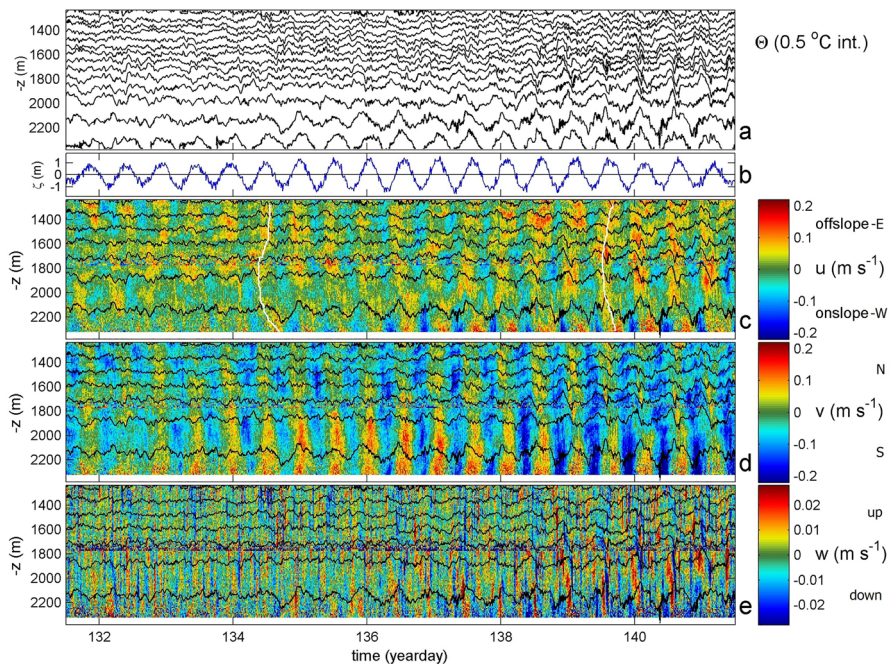 1400
1600
1800
2000
2200
-z (m)
Θ (0.5 °C int.)
a
1
0
-1
ζ (m)
b
1400
1600
1800
2000
2200
-z (m)
c
0.2
0.1
0
-0.1
-0.2
offslope-E
u (m s⁻¹)
onslope-W
1400
1600
1800
2000
2200
-z (m)
d
0.2
0.1
0
-0.1
-0.2
N
v (m s⁻¹)
S
1400
1600
1800
2000
2200
-z (m)
e
0.02
0.01
0
-0.01
-0.02
up
w (m s⁻¹)
down
132
134
136
138
140
time (yearday)